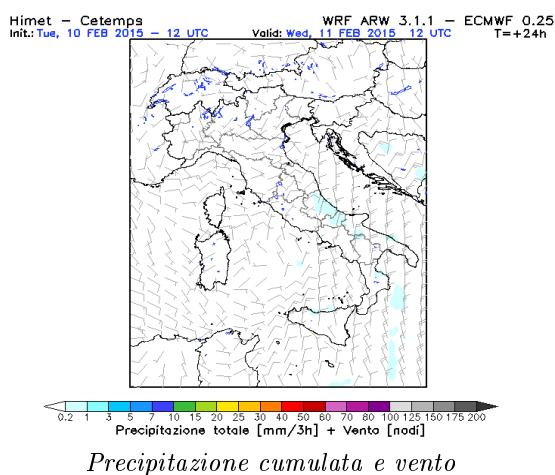 Himet – Cetemps WRF ARW 3.1.1 – ECMWF 0.25
Init.: Tue, 10 FEB 2015 – 12 UTC Valid: Wed, 11 FEB 2015 12 UTC T=+24h
0.2 1 3 5 7 10 15 20 25 30 40 50 60 70 80 100 125 150 175 200
Precipitazione totale [mm/3h] + Vento [nodi]
Precipitazione cumulata e vento